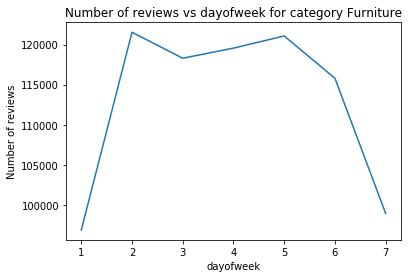 Number of reviews vs dayofweek for category Furniture
120000
115000
110000
105000
100000
Number of reviews
1 2 3 4 5 6 7
dayofweek